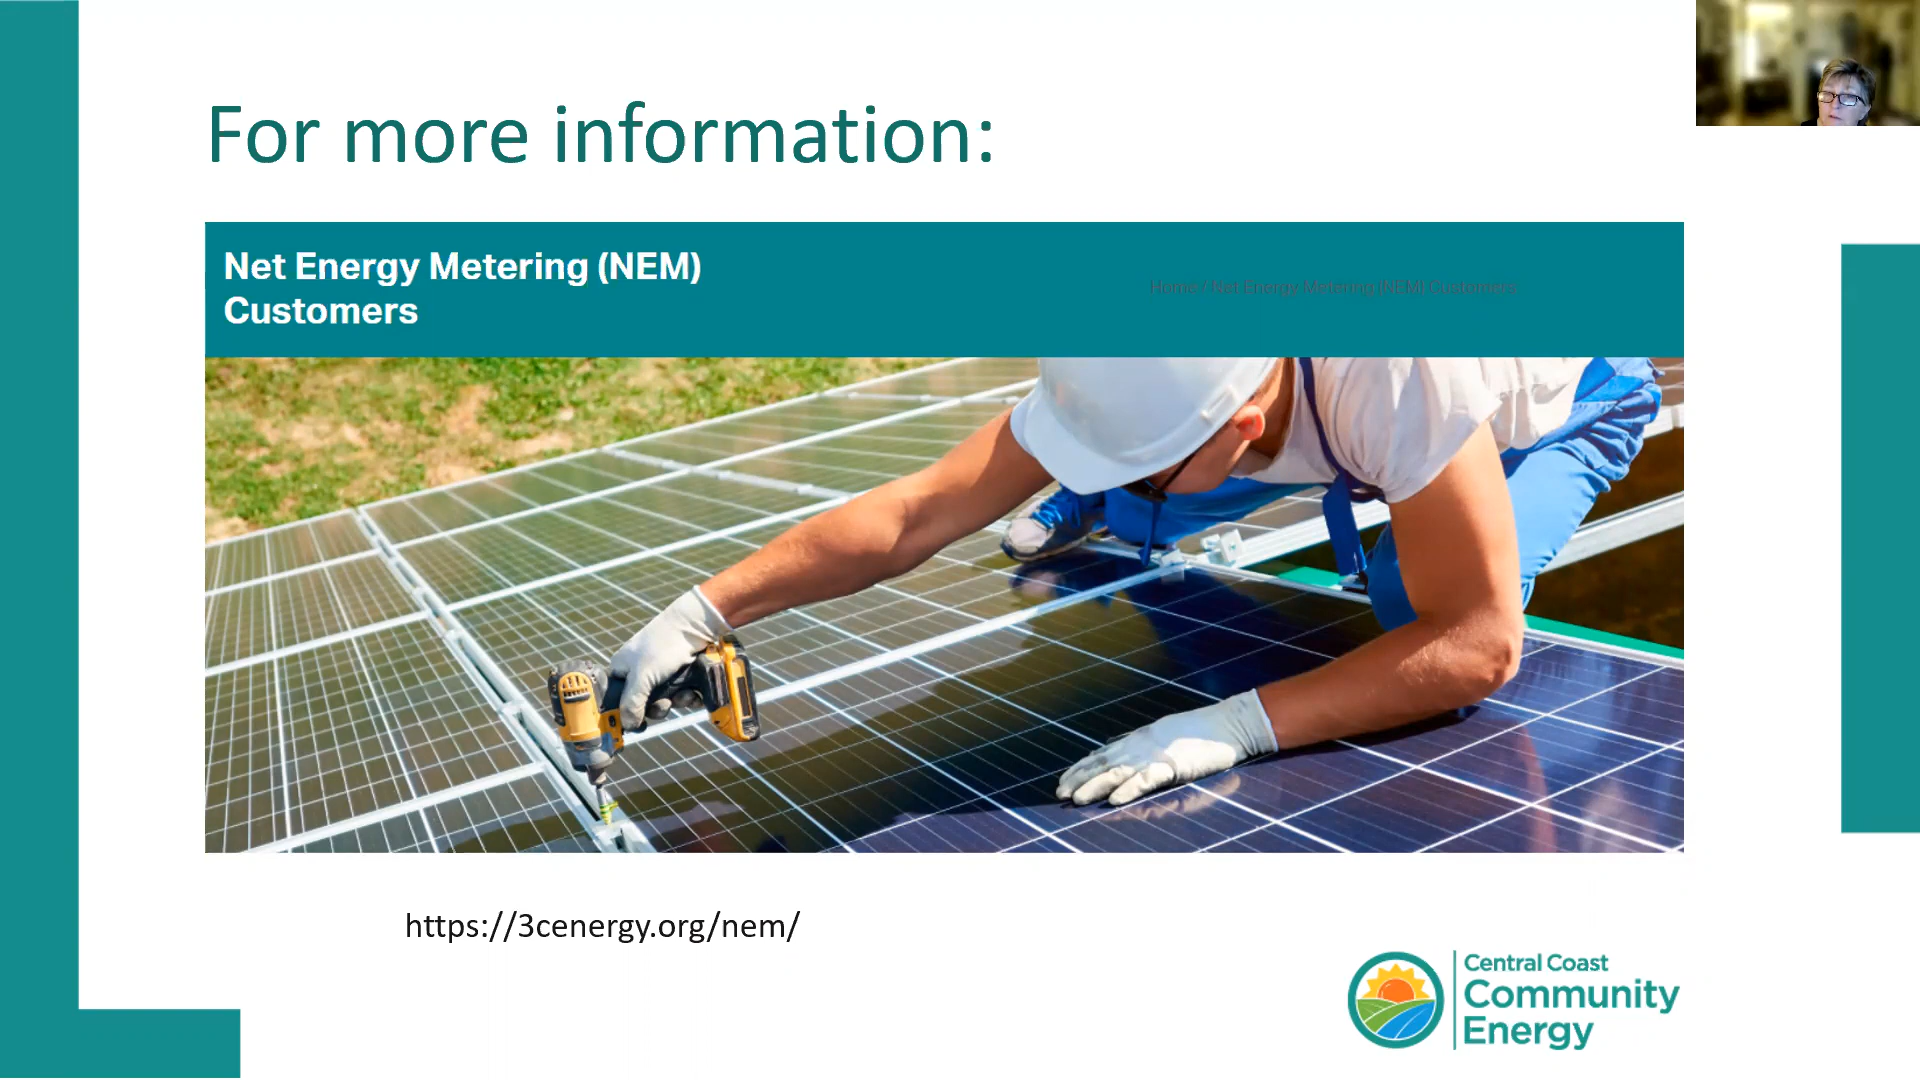 For more information:
Net Energy Metering (NEM)
Customers
Home / Net Energy Metering (NEM) Customers
https://3cenergy.org/nem/
Central Coast
Community
Energy